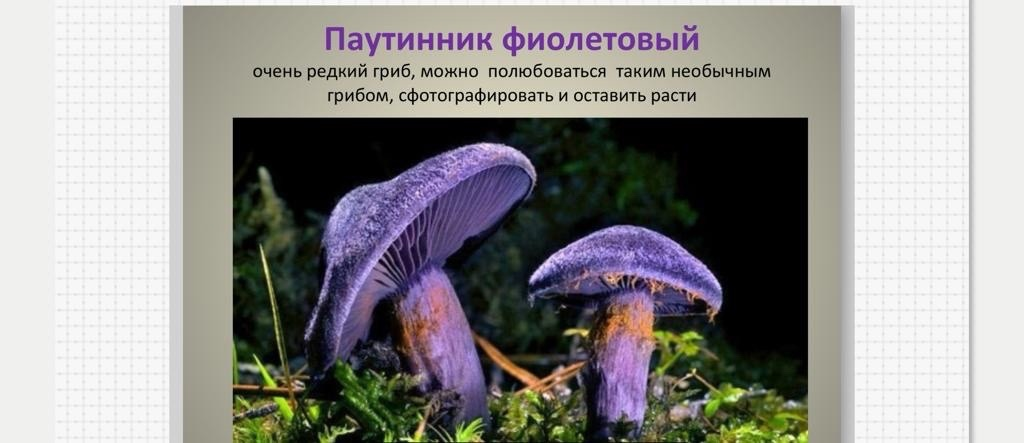 Паутинник фиолетовый
очень редкий гриб, можно полюбоваться таким необычным
грибом, сфотографировать и оставить расти